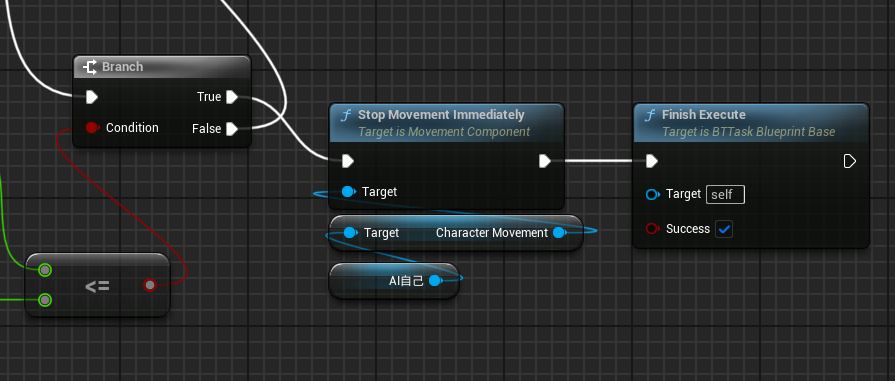 Branch
True
Condition
False
<=
Stop Movement Immediately
Target is Movement Component
Target
Target Character Movement
AI自己
Finish Execute
Target is BTTask Blueprint Base
Target self
Success